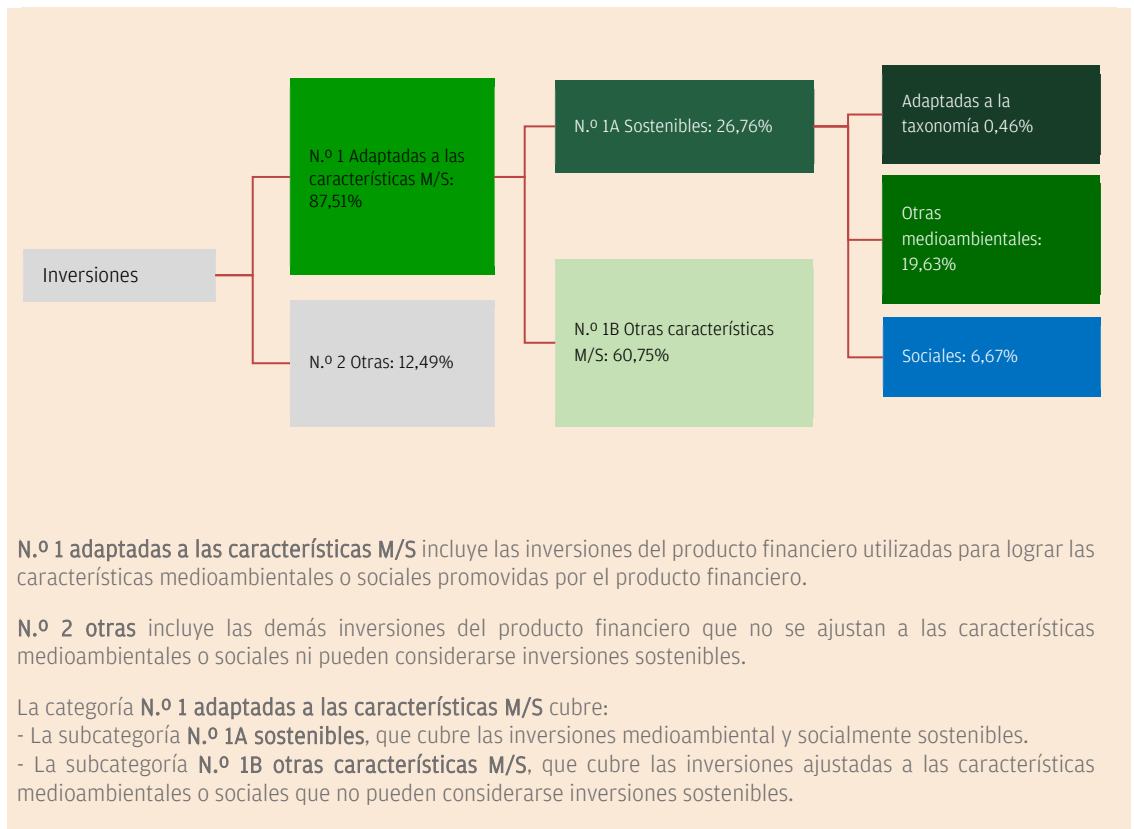 Inversiones
N.º 1 Adaptadas a las
características M/S:
87,51%
N.º 2 Otras: 12,49%
N.º 1A Sostenibles: 26,76%
N.º 1B Otras características
M/S: 60,75%
Adaptadas a la
taxonomía 0,46%
Otras
medioambientales:
19,63%
Sociales: 6,67%
N.º 1 adaptadas a las características M/S incluye las inversiones del producto financiero utilizadas para lograr las
características medioambientales o sociales promovidas por el producto financiero.
N.º 2 otras incluye las demás inversiones del producto financiero que no se ajustan a las características
medioambientales o sociales ni pueden considerarse inversiones sostenibles.
La categoría N.º 1 adaptadas a las características M/S cubre:
- La subcategoría N.º 1A sostenibles, que cubre las inversiones medioambiental y socialmente sostenibles.
- La subcategoría N.º 1B otras características M/S, que cubre las inversiones ajustadas a las características
medioambientales o sociales que no pueden considerarse inversiones sostenibles.